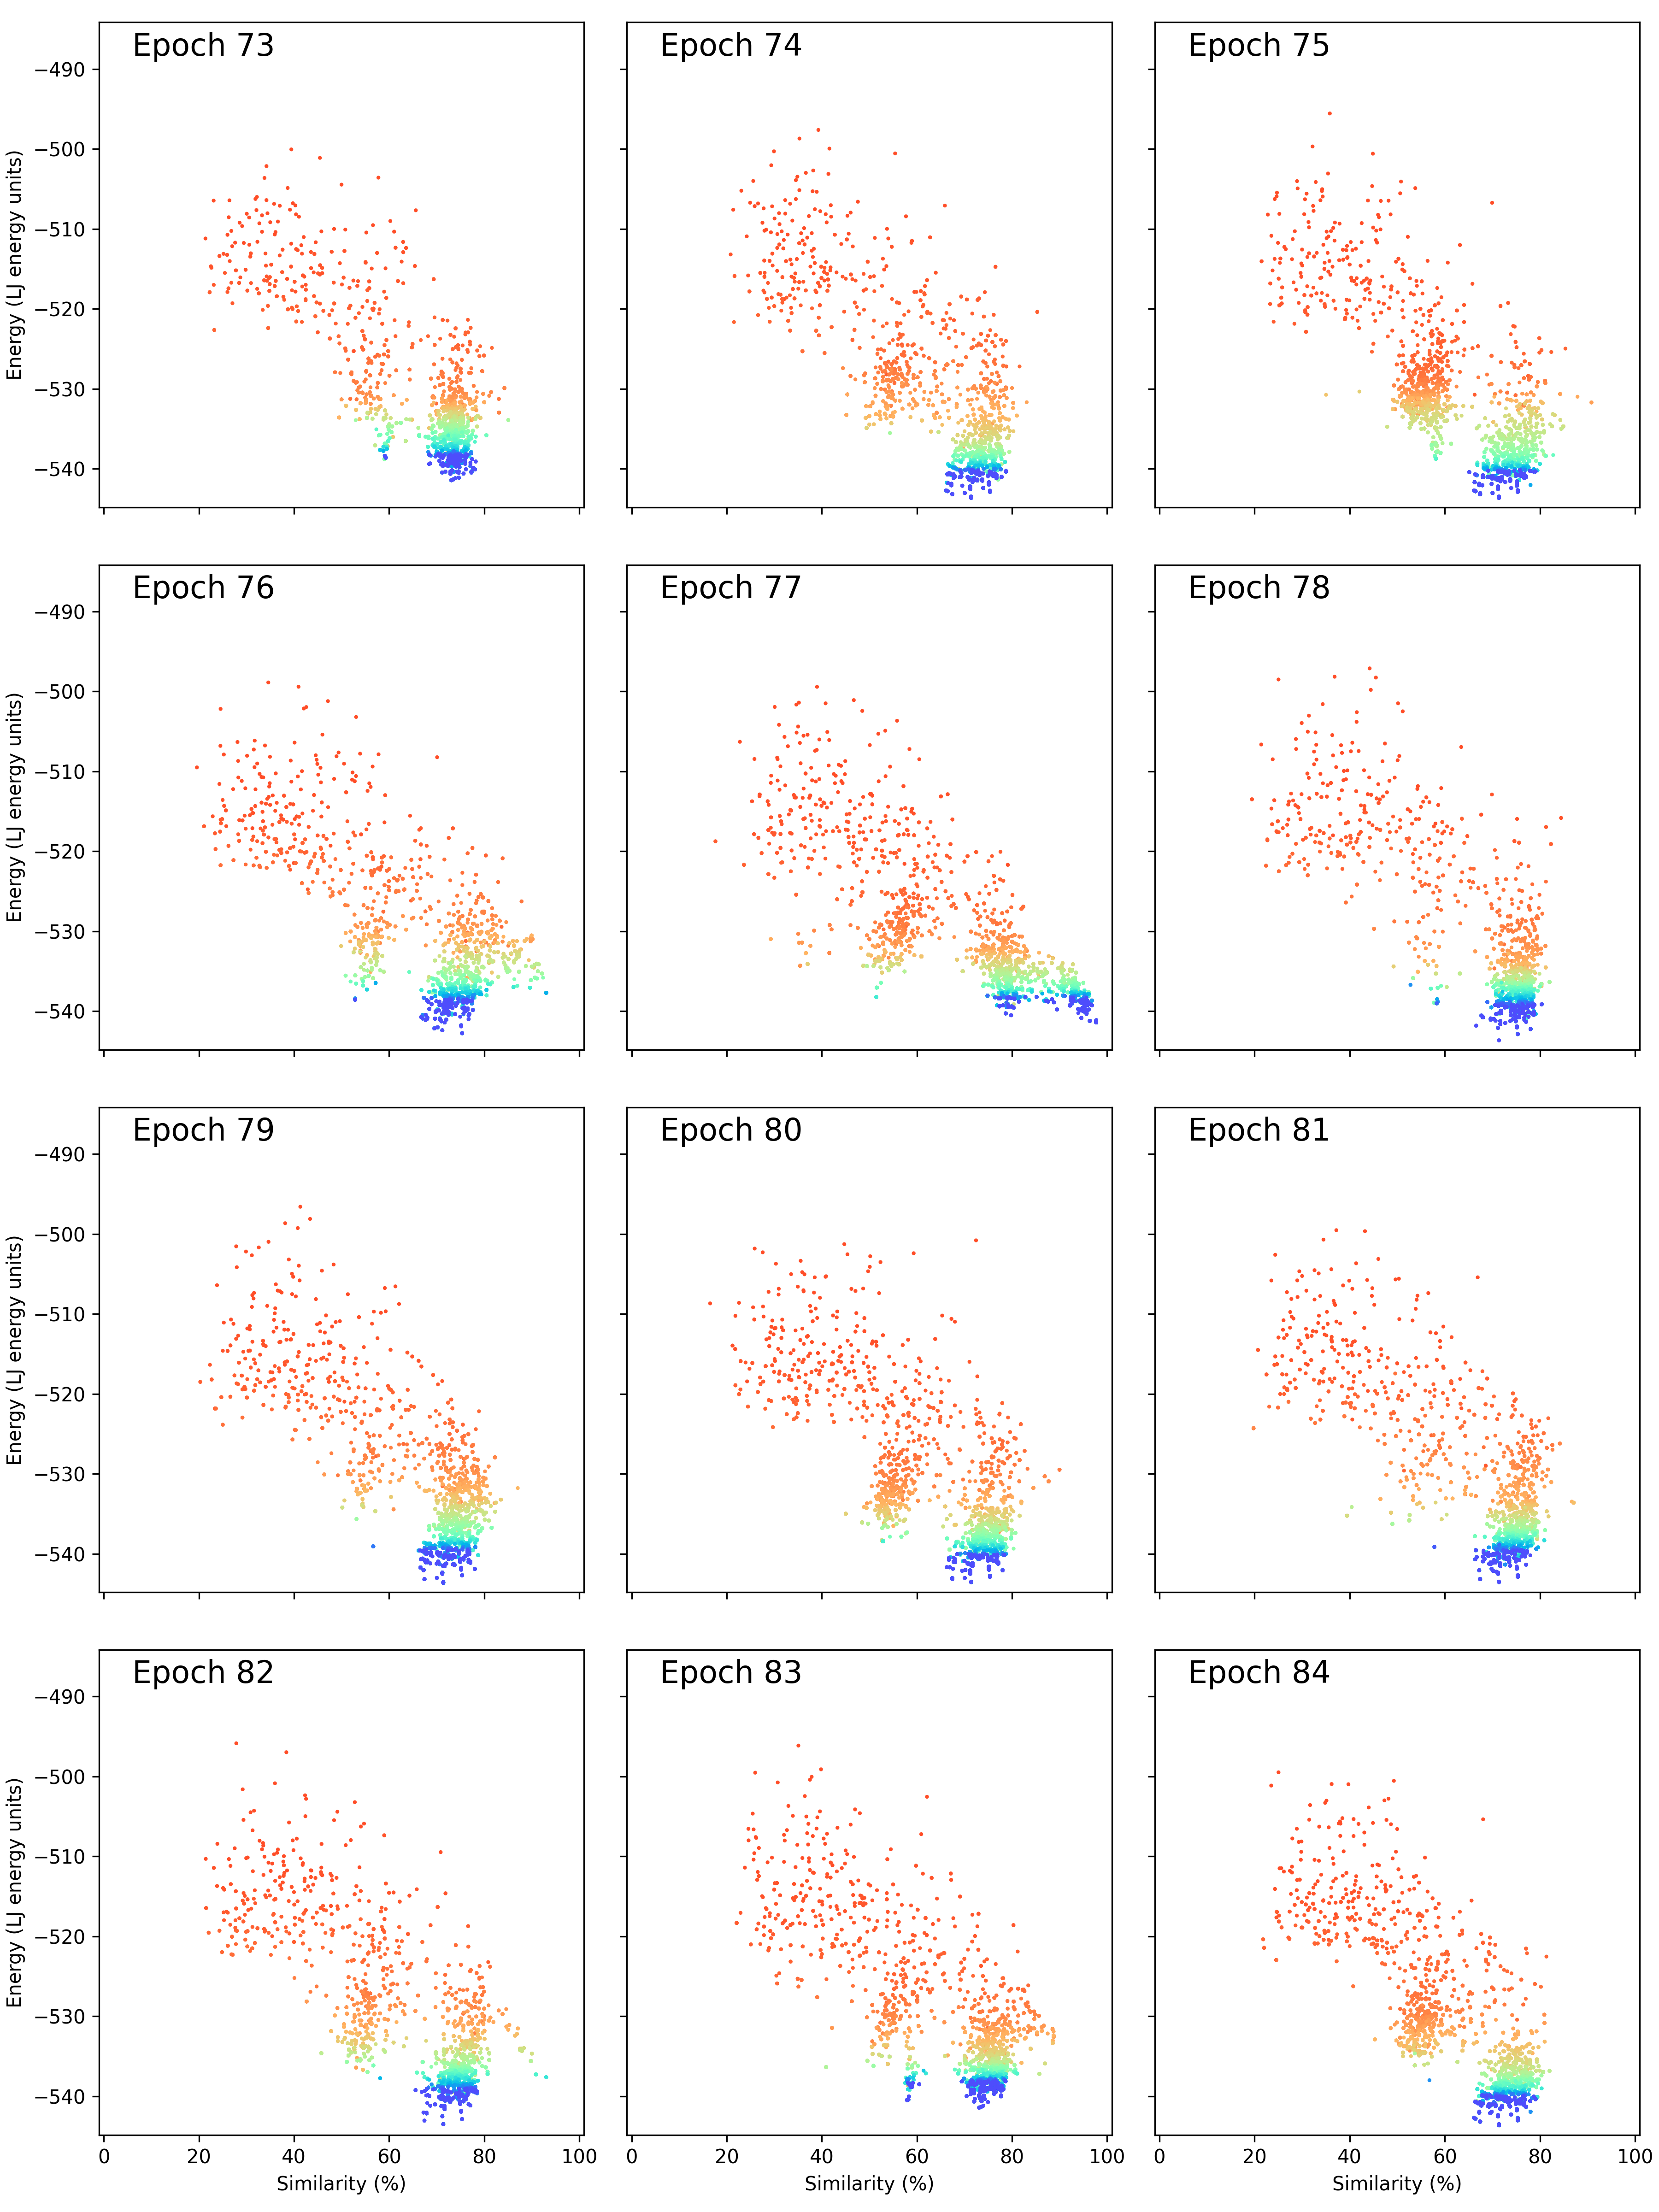 Epoch 73
Epoch 74
Epoch 75
−490
−500
−510
−520
−530
−540
Energy (LJ energy units)
Epoch 76
Epoch 77
Epoch 78
−490
−500
−510
−520
−530
−540
Energy (LJ energy units)
Epoch 79
Epoch 80
Epoch 81
−490
−500
−510
−520
−530
−540
Energy (LJ energy units)
Epoch 82
Epoch 83
Epoch 84
−490
−500
−510
−520
−530
−540
Energy (LJ energy units)
0 20 40 60 80 100
0 20 40 60 80 100
0 20 40 60 80 100
Similarity (%)
Similarity (%)
Similarity (%)